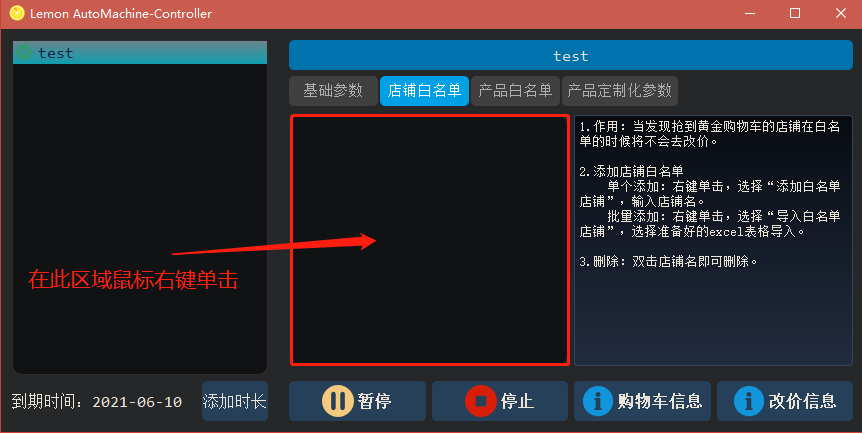 Lemon AutoMachine-Controller
test
test
基础参数 店铺白名单 产品白名单 产品定制化参数
1.作用：当发现抢到黄金购物车的店铺在白名
单的时候将不会去改价。
2.添加店铺白名单
单个添加：右键单击，选择“添加白名单
店铺”，输入店铺名。
批量添加：右键单击，选择“导入白名单
店铺”，选择准备好的excel表格导入。
3.删除：双击店铺名即可删除。
在此区域鼠标右键单击
到期时间：2021-06-10 添加时长 暂停 停止 购物车信息 改价信息